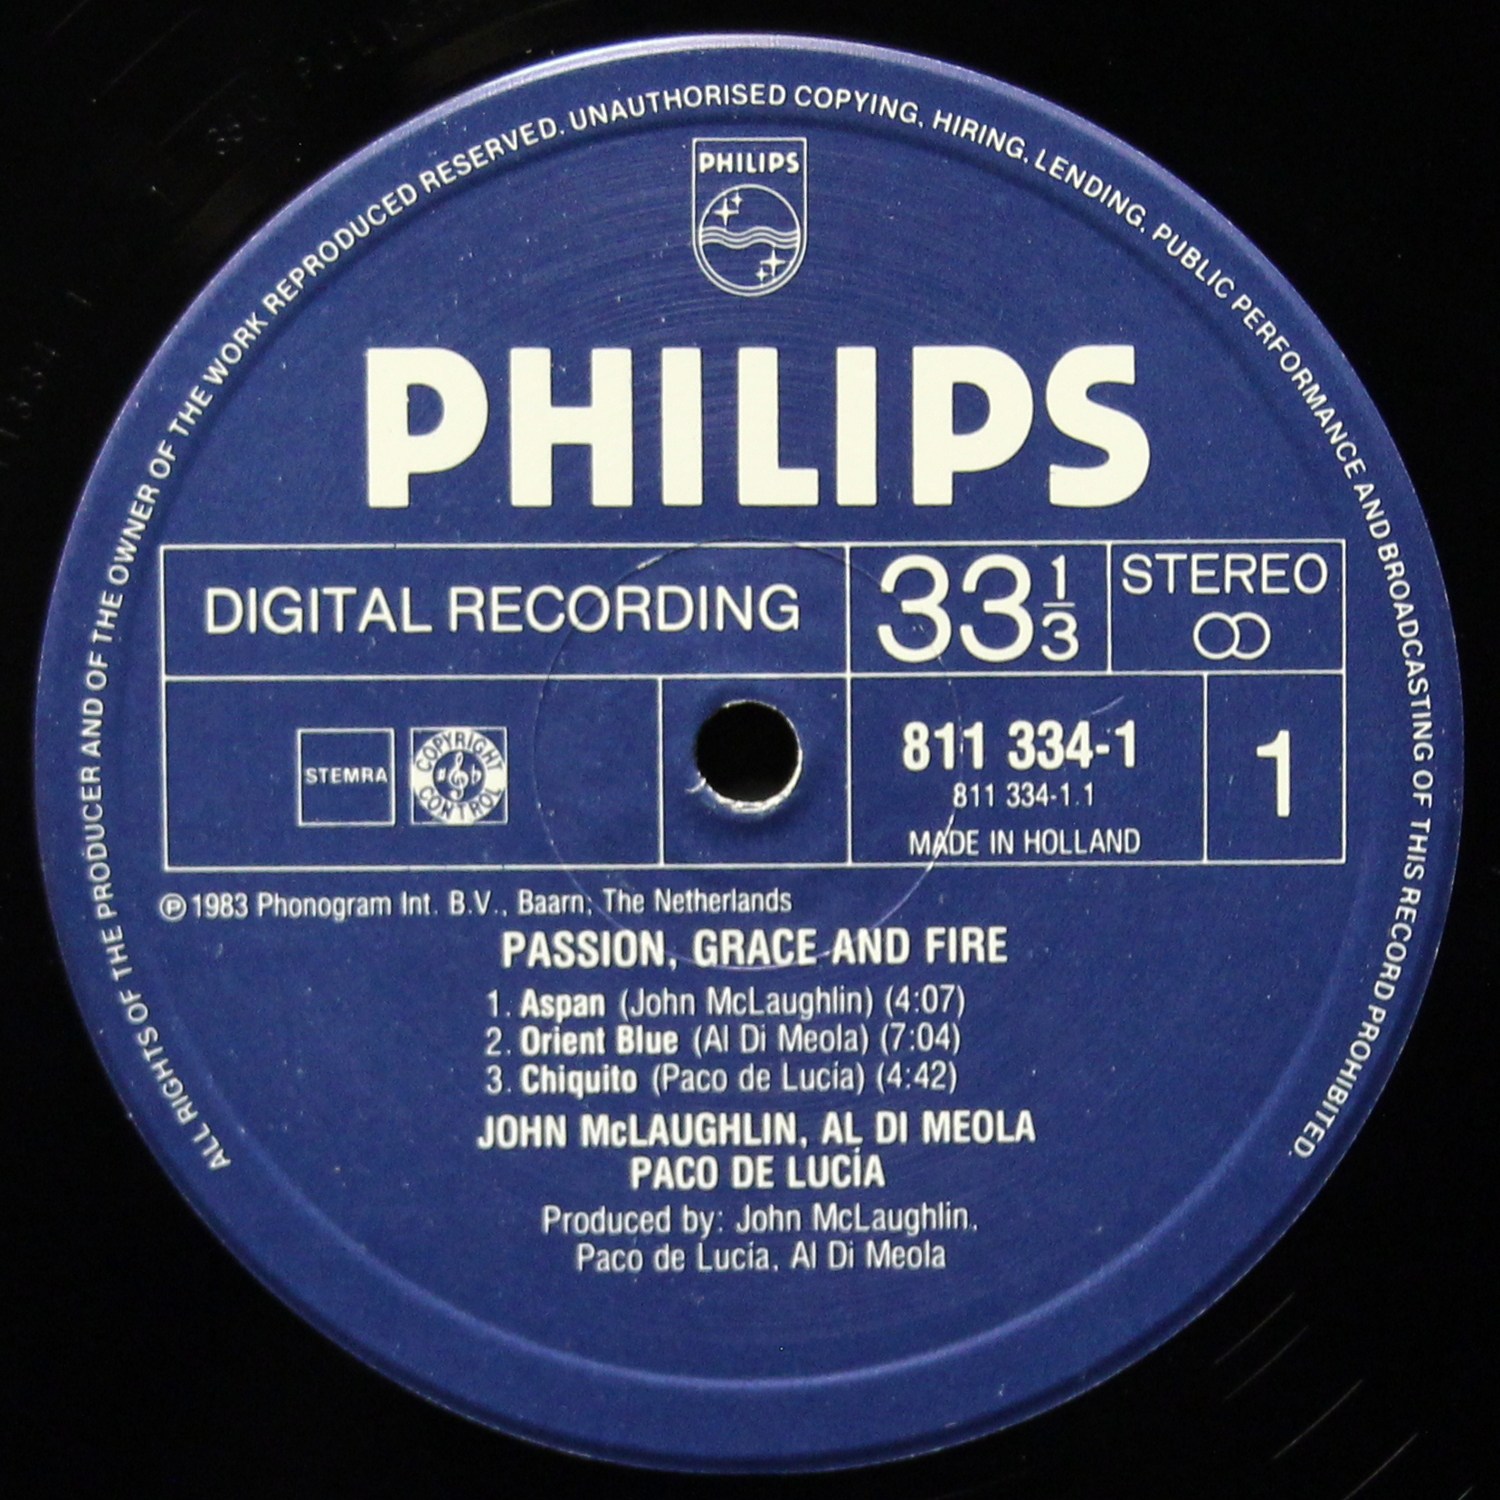 ALL RIGHTS OF THE PRODUCER AND OF THE OWNER OF THE WORK REPRODUCED RESERVED. UNAUTHORISED COPYING, HIRING, LENDING, PUBLIC PERFORMANCE AND BROADCASTING OF THIS RECORD PROHIBITED.
PHILIPS
PHILIPS
DIGITAL RECORDING
33 1/3
STEREO
STEMRA
COPYRIGHT CONTROL
811 334-1
811 334-1.1
MADE IN HOLLAND
1
℗ 1983 Phonogram Int. B.V., Baarn, The Netherlands
PASSION, GRACE AND FIRE
1. Aspan (John McLaughlin) (4:07)
2. Orient Blue (Al Di Meola) (7:04)
3. Chiquito (Paco de Lucia) (4:42)
JOHN McLAUGHLIN, AL DI MEOLA
PACO DE LUCÍA
Produced by: John McLaughlin,
Paco de Lucia, Al Di Meola